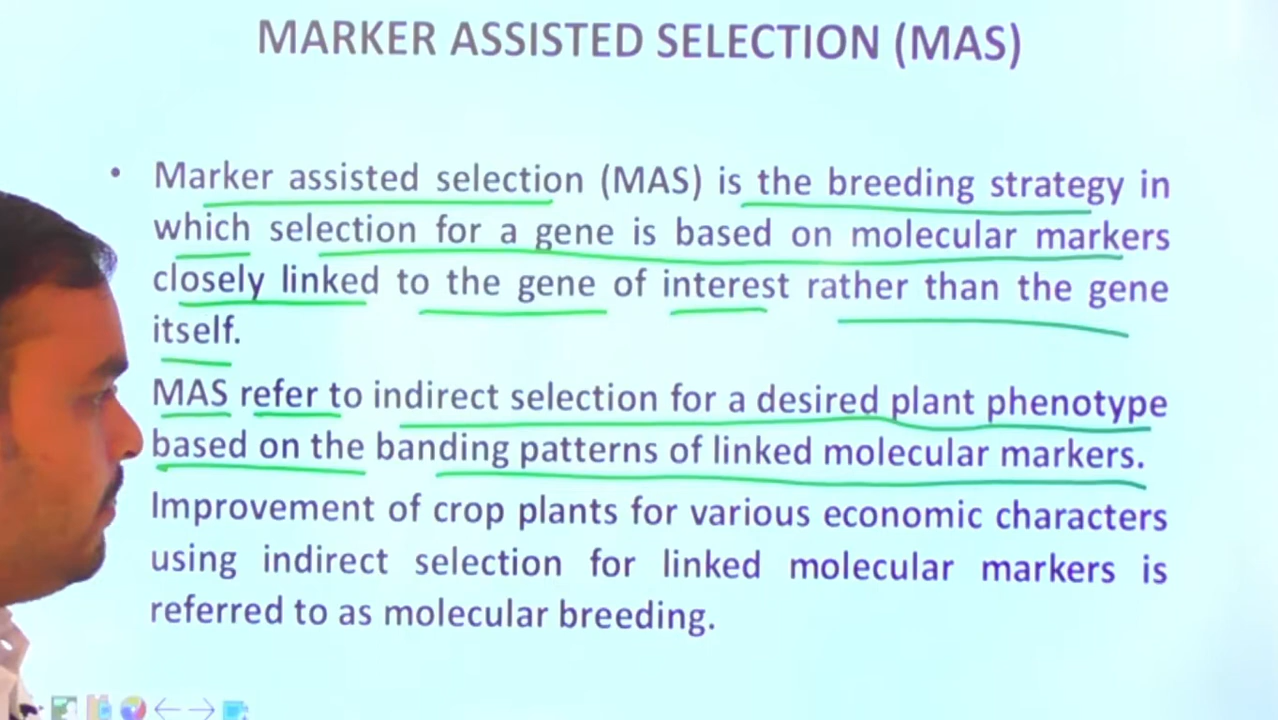 MARKER ASSISTED SELECTION (MAS)
• Marker assisted selection (MAS) is the breeding strategy in
which selection for a gene is based on molecular markers
closely linked to the gene of interest rather than the gene
itself.
MAS refer to indirect selection for a desired plant phenotype
based on the banding patterns of linked molecular markers.
Improvement of crop plants for various economic characters
using indirect selection for linked molecular markers is
referred to as molecular breeding.